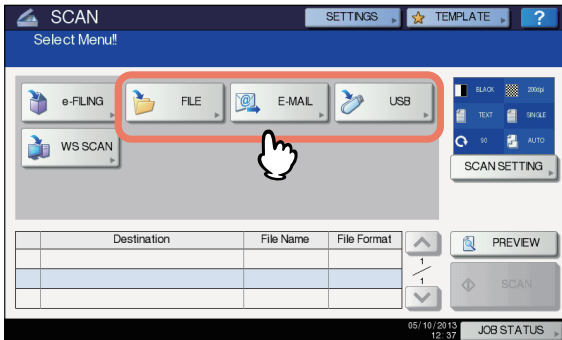 SCAN
SETTINGS
TEMPLATE
?
Select Menu!!
e-FILING
FILE
E-MAIL
USB
WS SCAN
BLACK
200dpi
TEXT
SINGLE
90
AUTO
SCAN SETTING
Destination File Name File Format
1
1
PREVIEW
SCAN
05/10/2013
12:37
JOB STATUS